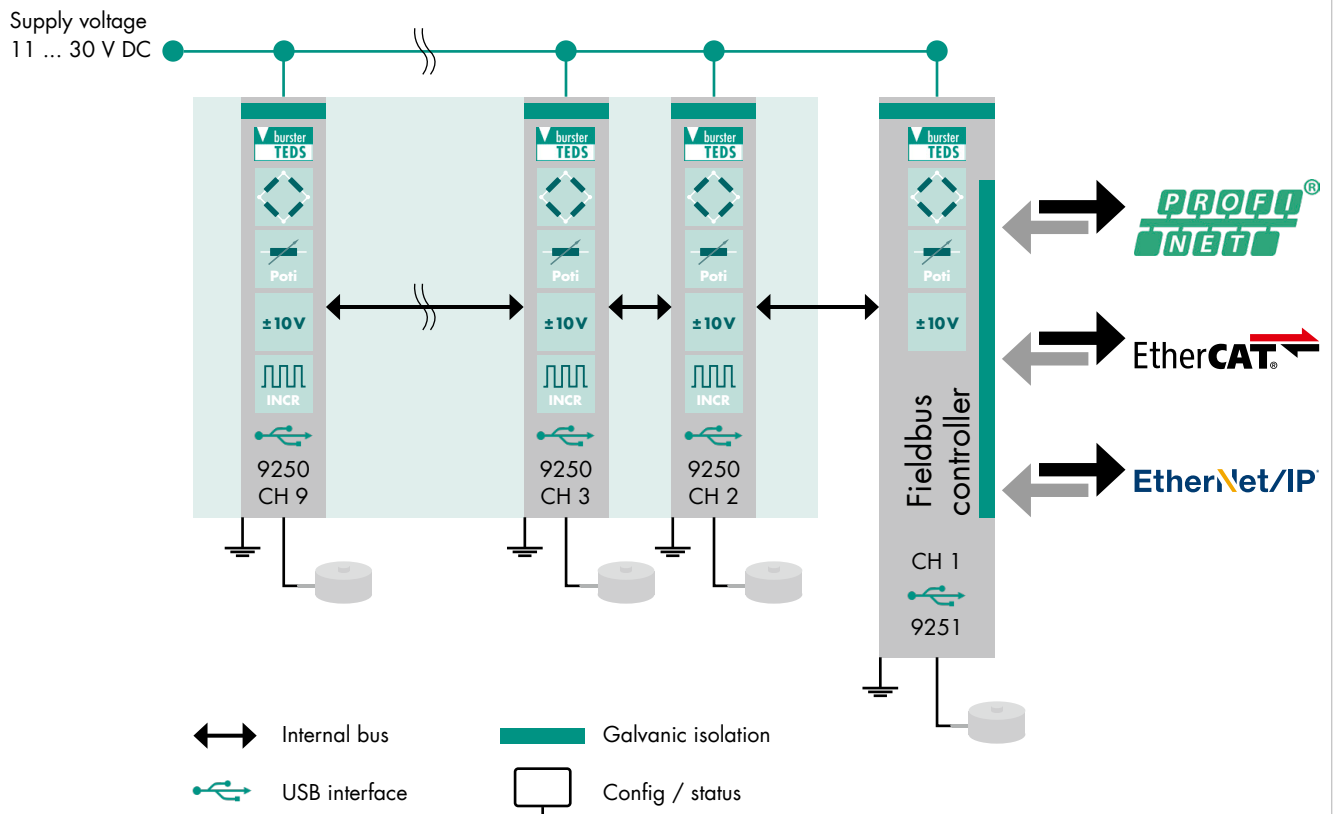 Supply voltage
11 ... 30 V DC
burster
TEDS
Poti
±10V
INCR
9250
CH 9
burster
TEDS
Poti
±10V
INCR
9250
CH 3
burster
TEDS
Poti
±10V
INCR
9250
CH 2
burster
TEDS
Poti
±10V
Fieldbus
controller
CH 1
9251
PROFI®
NET
EtherCAT®
EtherNet/IP
Internal bus
Galvanic isolation
USB interface
Config / status